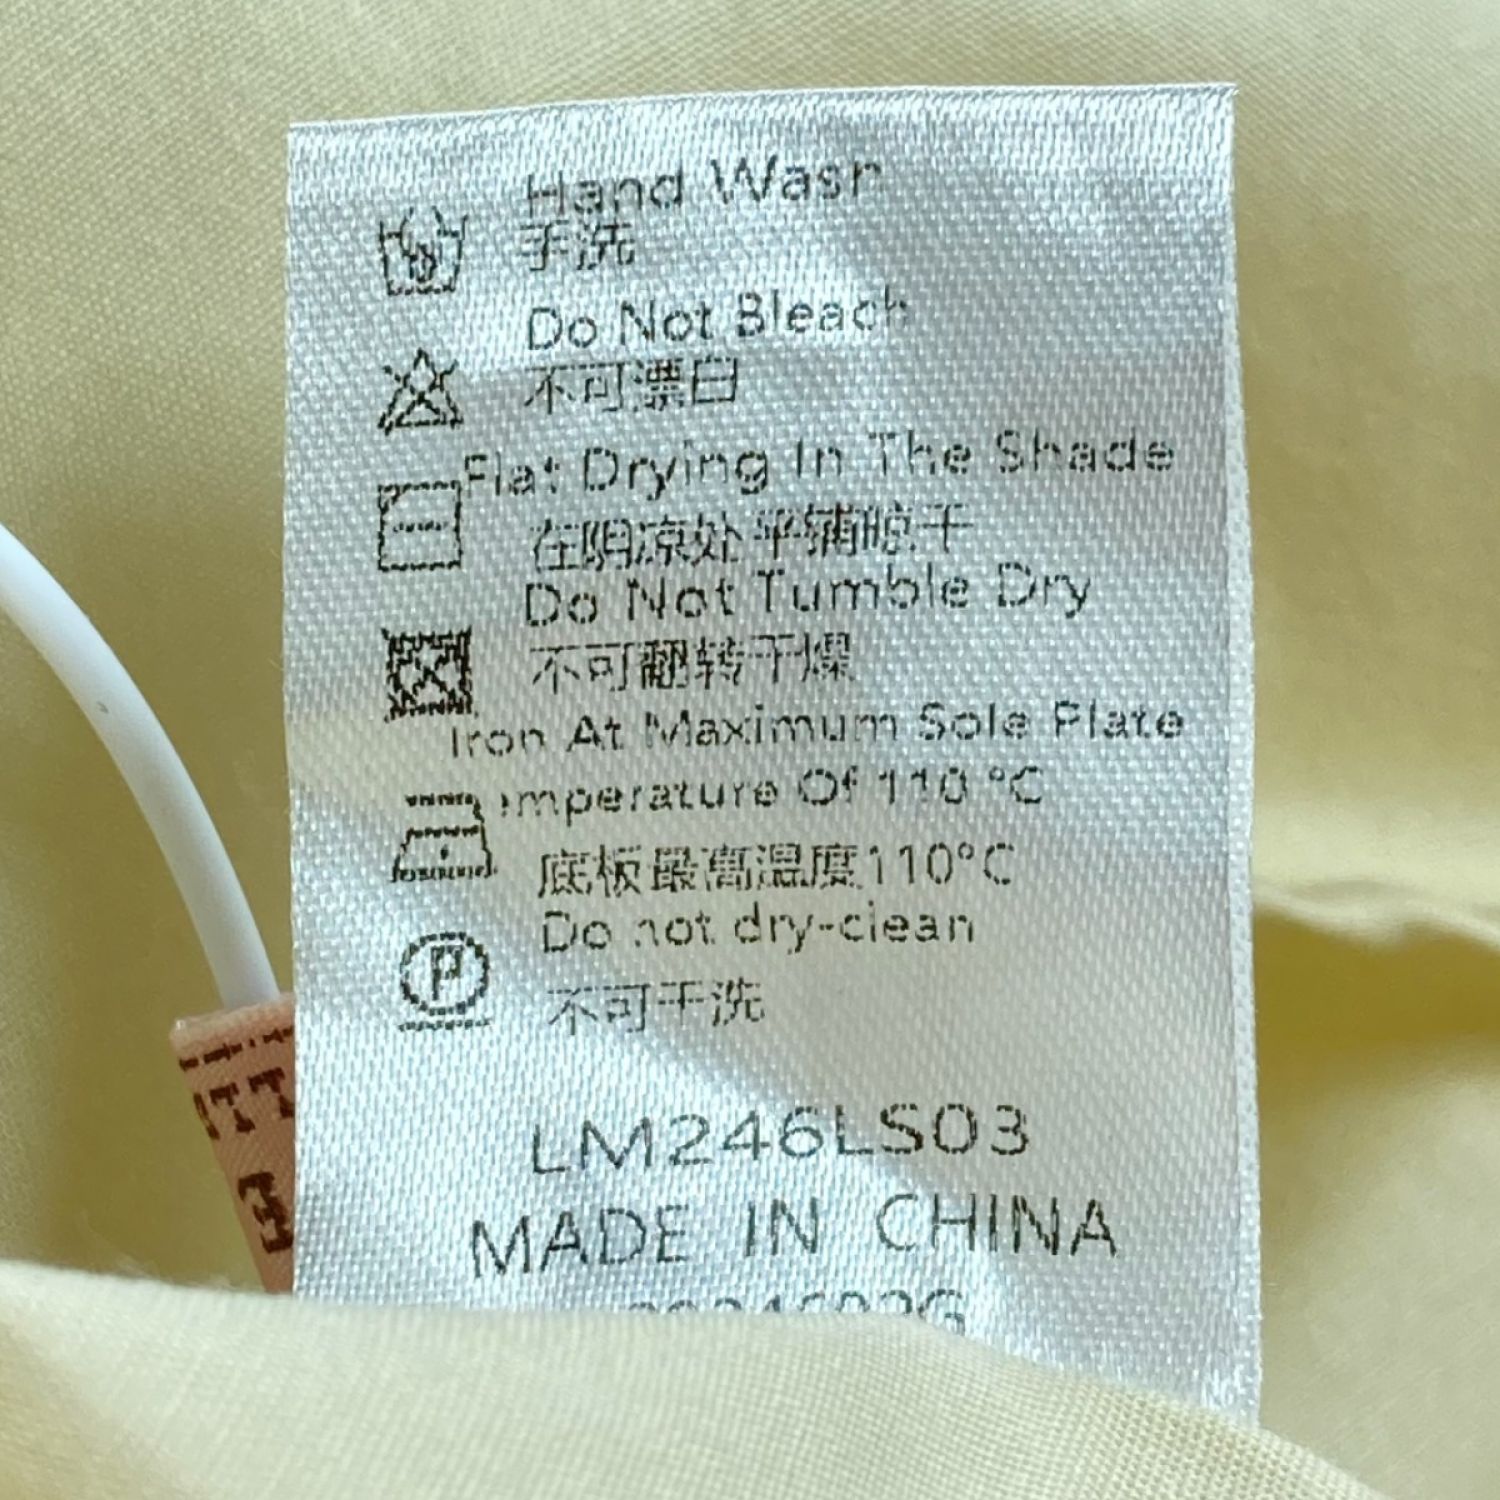 Hand Wash
手洗
Do Not Bleach
不可漂白
Flat Drying In The Shade
在阴凉处平铺晾干
Do Not Tumble Dry
不可翻转干燥
Iron At Maximum Sole Plate
Of 110 °C
底板最高温度110°C
P
Do not dry-clean
不可干洗
LM246LS03
MADE IN CHINA